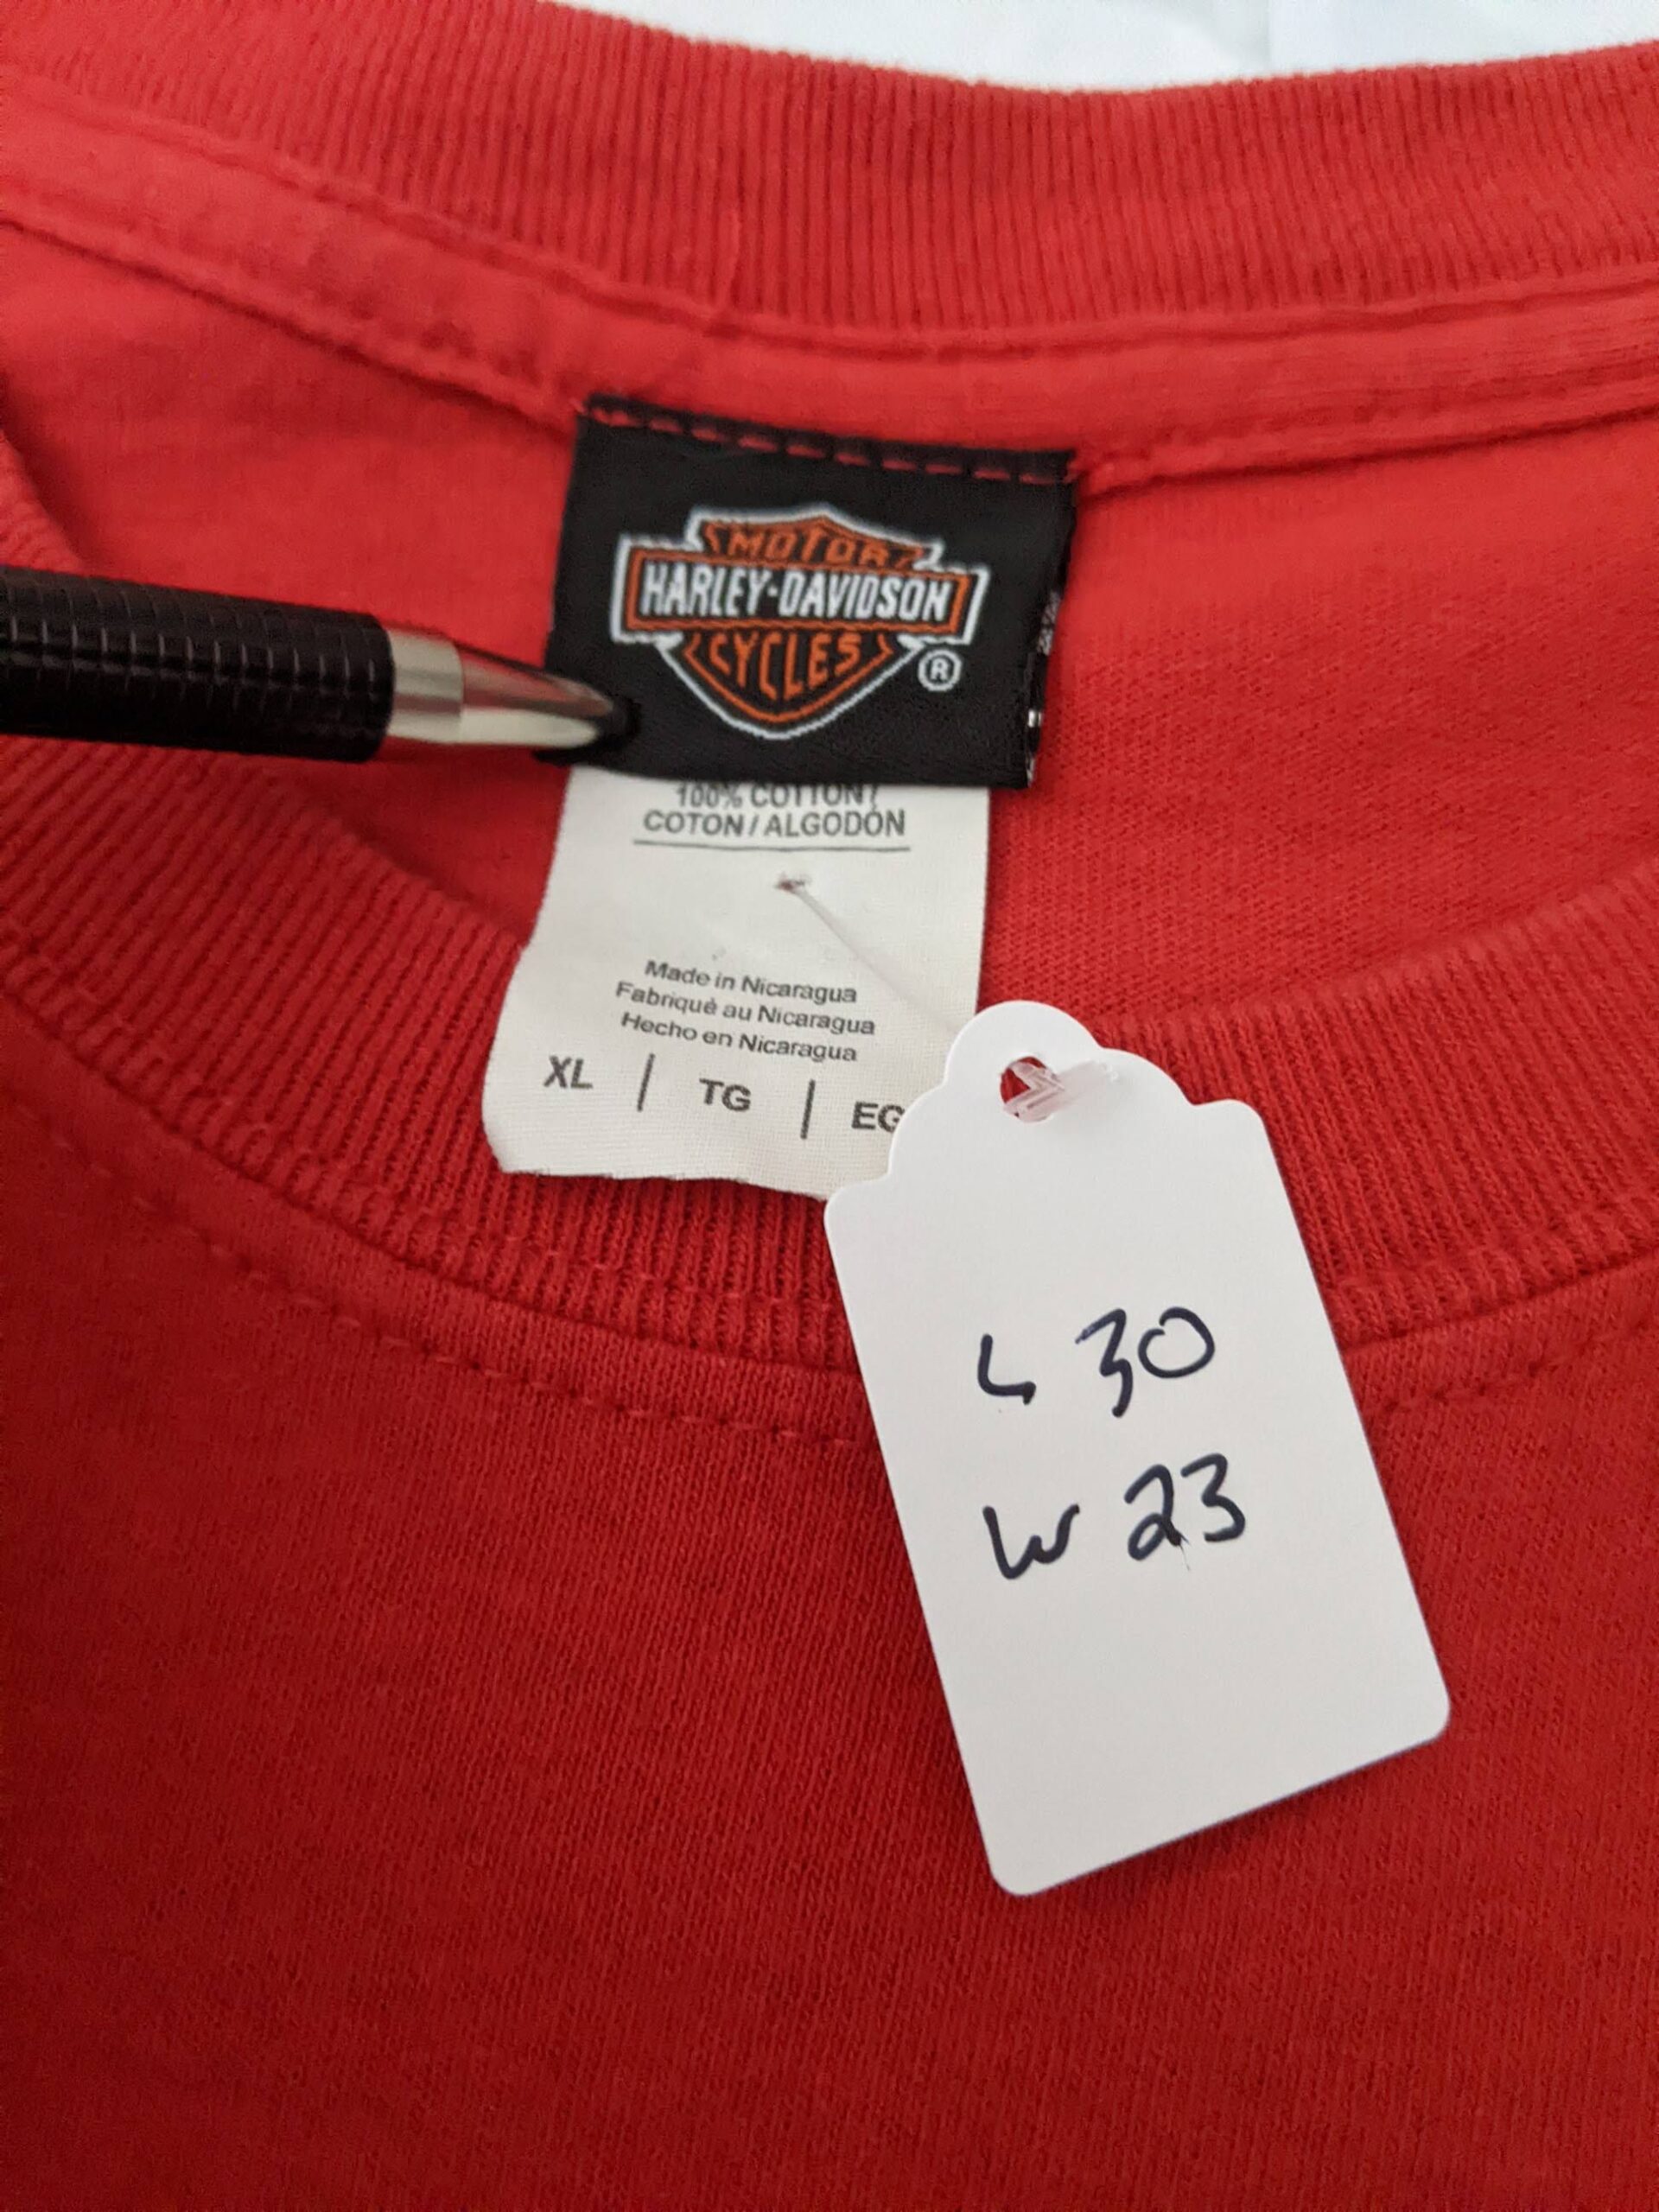 MOTOR
HARLEY-DAVIDSON
CYCLES
®
100% COTTON/
COTON / ALGODÓN
Made in Nicaragua
Fabriqué au Nicaragua
Hecho en Nicaragua
XL | TG | EG
L 30
W 23